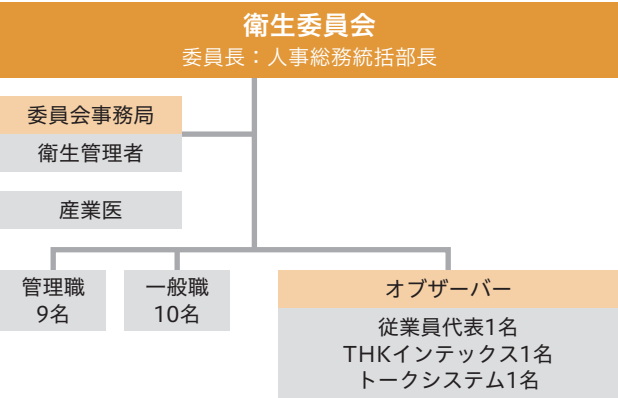 衛生委員会
委員長：人事総務統括部長
委員会事務局
衛生管理者
産業医
管理職
9名
一般職
10名
オブザーバー
従業員代表1名
THKインテックス1名
トークシステム1名